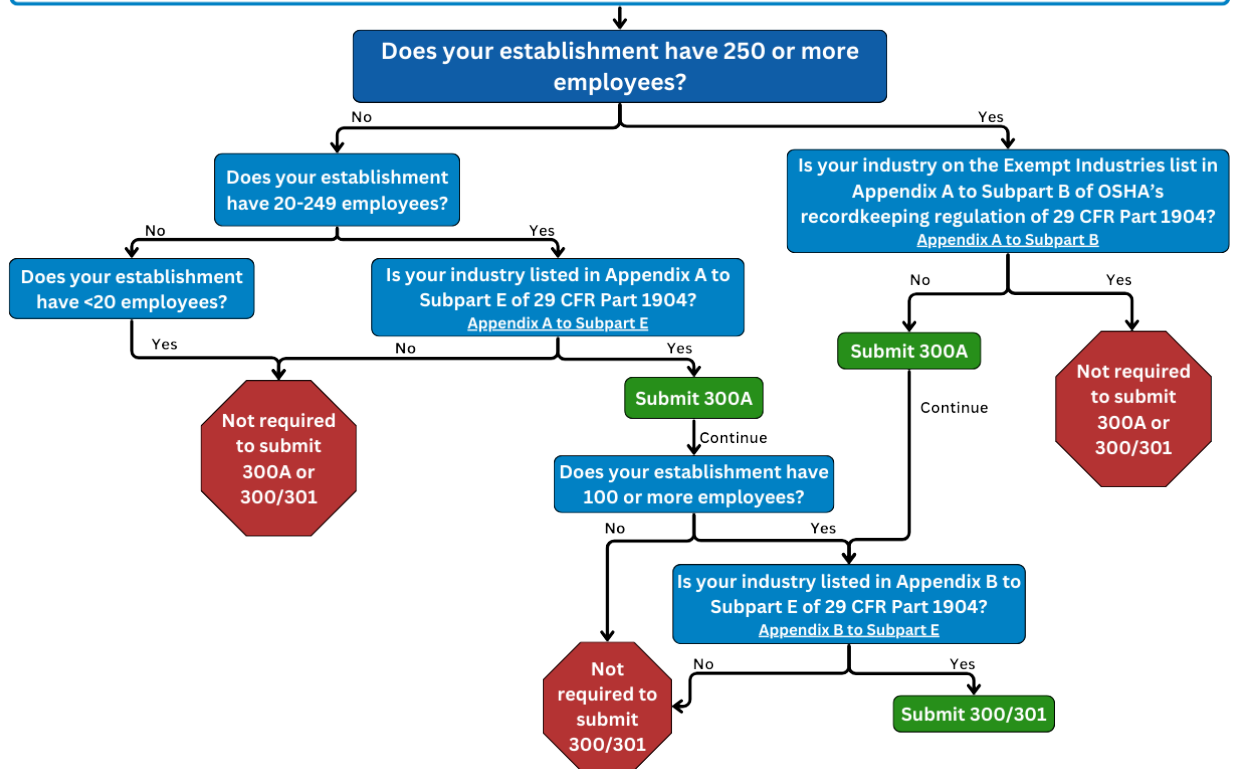 Does your establishment have 250 or more
employees?
No
Yes
Does your establishment
have 20-249 employees?
Is your industry on the Exempt Industries list in
Appendix A to Subpart B of OSHA's
recordkeeping regulation of 29 CFR Part 1904?
Appendix A to Subpart B
No
Yes
Does your establishment
have <20 employees?
Is your industry listed in Appendix A to
Subpart E of 29 CFR Part 1904?
Appendix A to Subpart E
No
Yes
Yes
No
Yes
Submit 300A
Not required
to submit
300A or
300/301
Submit 300A
Not required
to submit
300A or
300/301
Continue
Continue
Does your establishment have
100 or more employees?
No
Yes
Is your industry listed in Appendix B to
Subpart E of 29 CFR Part 1904?
Appendix B to Subpart E
No
Yes
Not
required to
submit
300/301
Submit 300/301